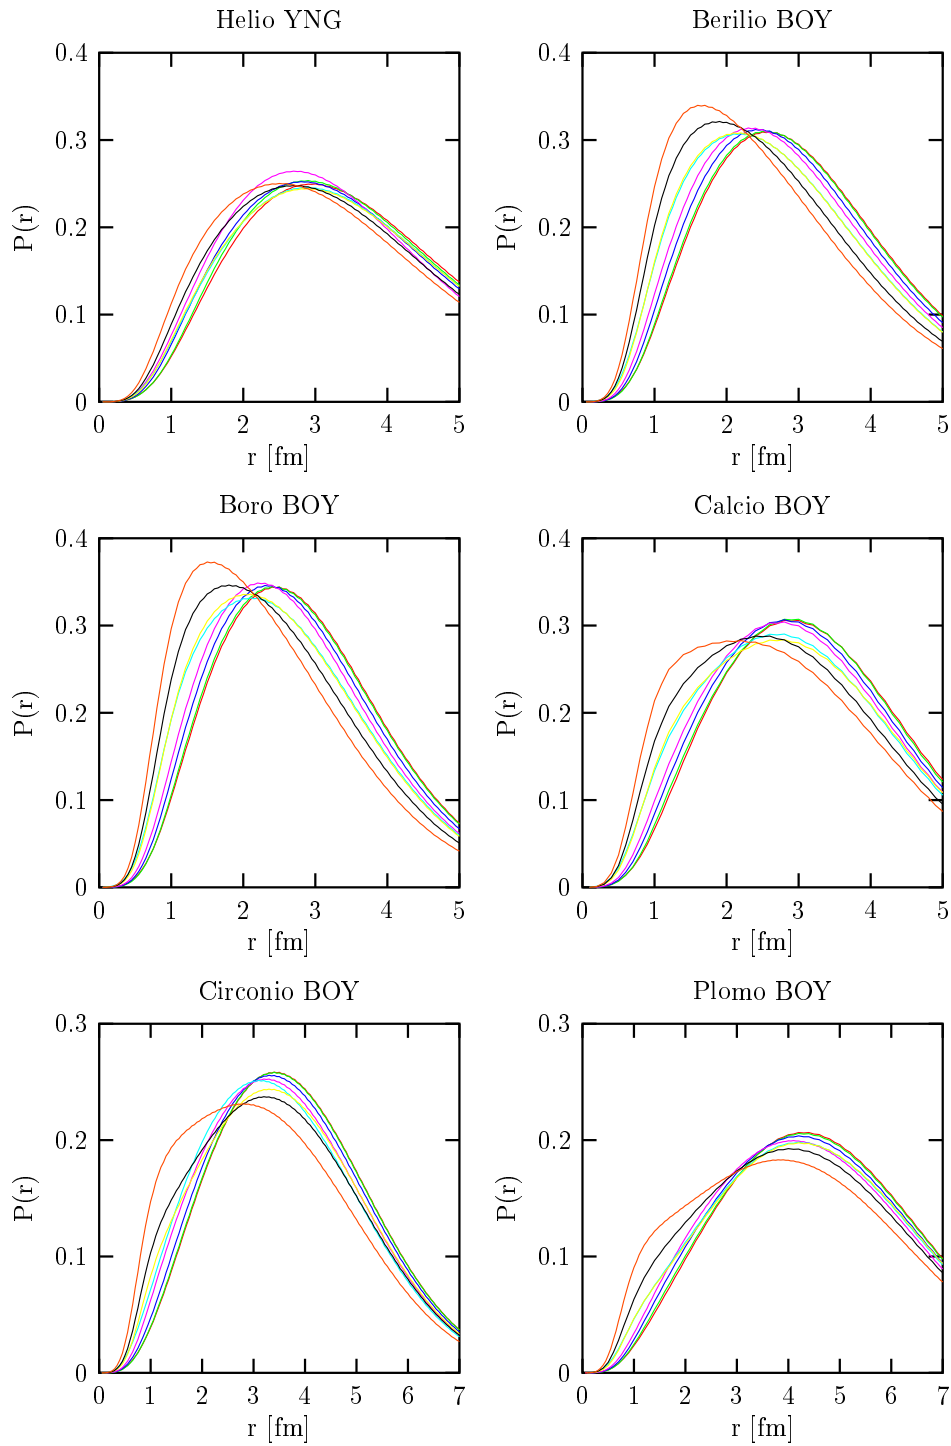 Helio YNG
0.4
0.3
0.2
0.1
0
P(r)
0 1 2 3 4 5
r [fm]
Berilio BOY
0.4
0.3
0.2
0.1
0
P(r)
0 1 2 3 4 5
r [fm]
Boro BOY
0.4
0.3
0.2
0.1
0
P(r)
0 1 2 3 4 5
r [fm]
Calcio BOY
0.4
0.3
0.2
0.1
0
P(r)
0 1 2 3 4 5
r [fm]
Circonio BOY
0.3
0.2
0.1
0
P(r)
0 1 2 3 4 5 6 7
r [fm]
Plomo BOY
0.3
0.2
0.1
0
P(r)
0 1 2 3 4 5 6 7
r [fm]